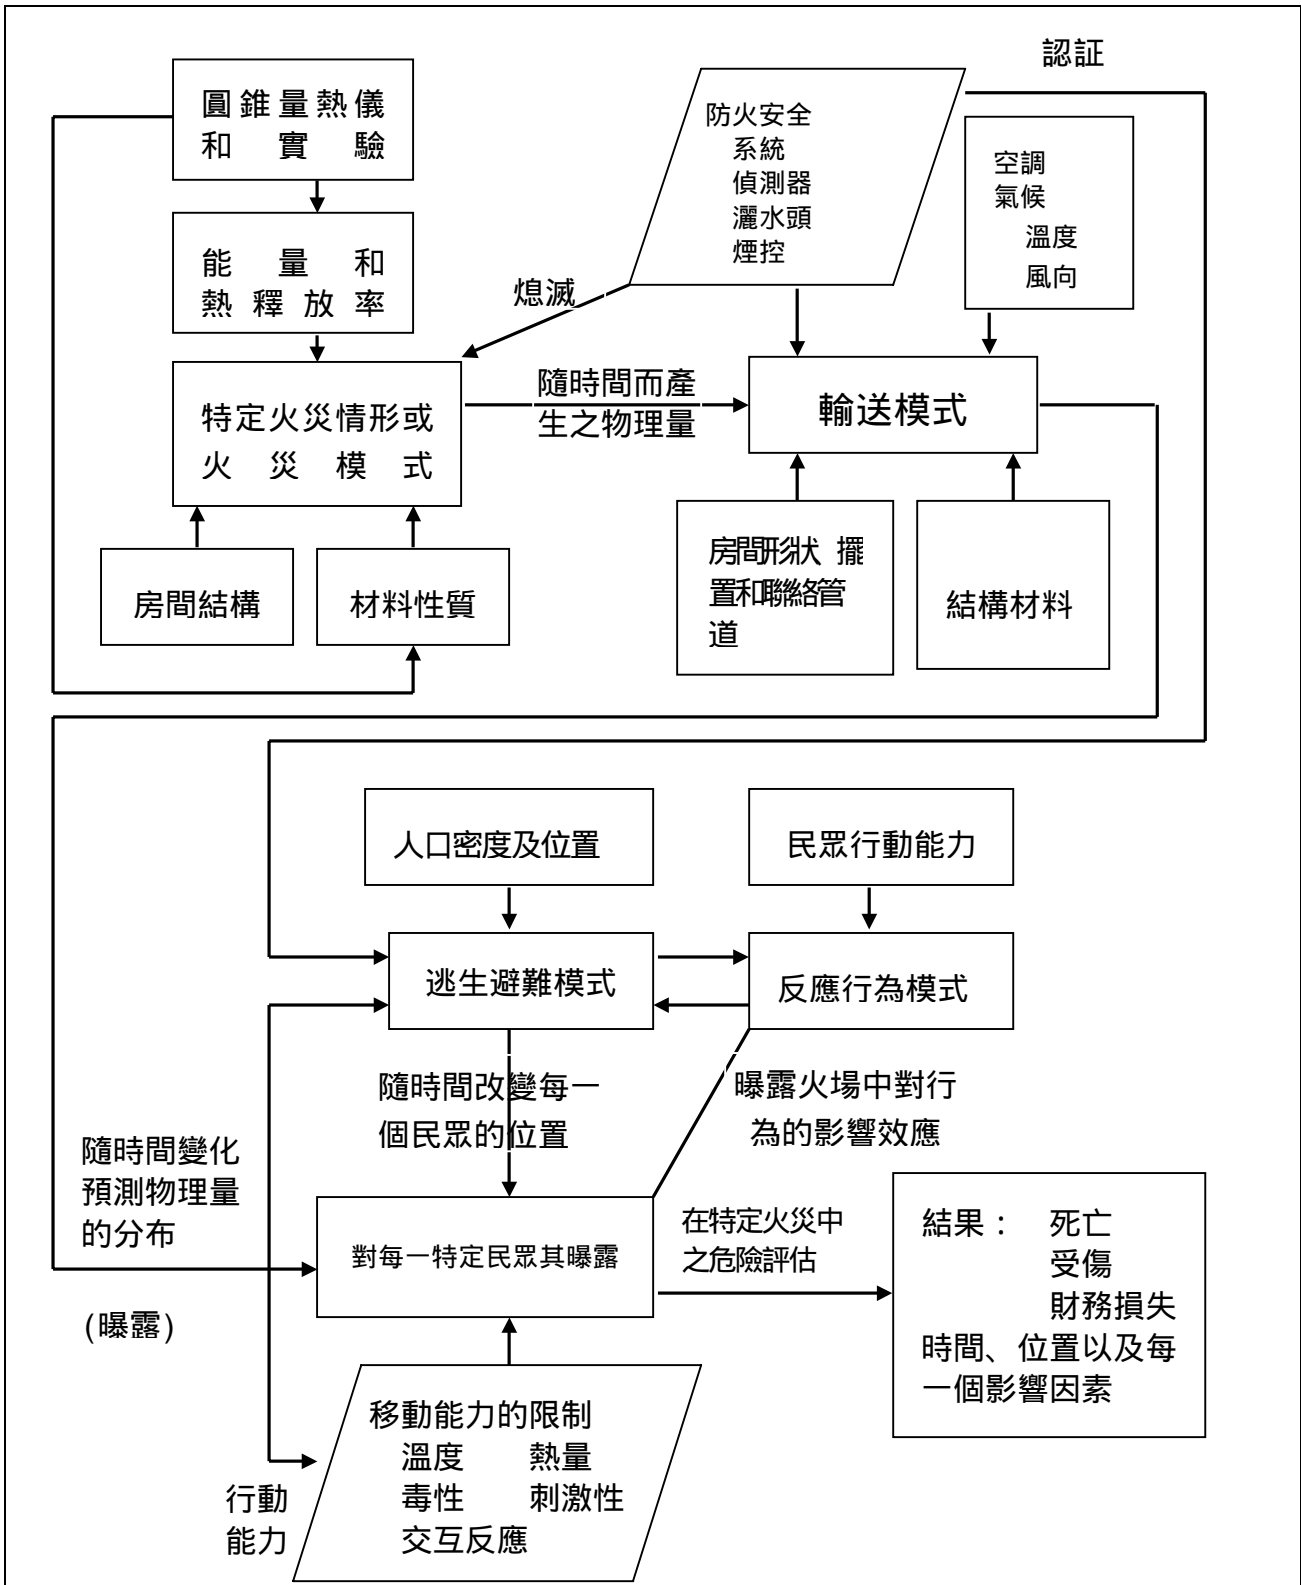 認証
圓錐量熱儀
和實驗
防火安全
系統
偵測器
灑水頭
煙控
空調
氣候
溫度
風向
能量和
熱釋放率
熄滅
特定火災情形或
火災模式
隨時間而產
生之物理量
輸送模式
房間結構
材料性質
房間形狀 擺
置和聯絡管
道
結構材料
人口密度及位置
民眾行動能力
逃生避難模式
反應行為模式
隨時間改變每一
個民眾的位置
曝露火場中對行
為的影響效應
隨時間變化
預測物理量
的分布
(曝露)
對每一特定民眾其曝露
在特定火災中
之危險評估
結果： 死亡
受傷
財務損失
時間、位置以及每
一個影響因素
移動能力的限制
溫度 熱量
毒性 刺激性
交互反應
行動
能力